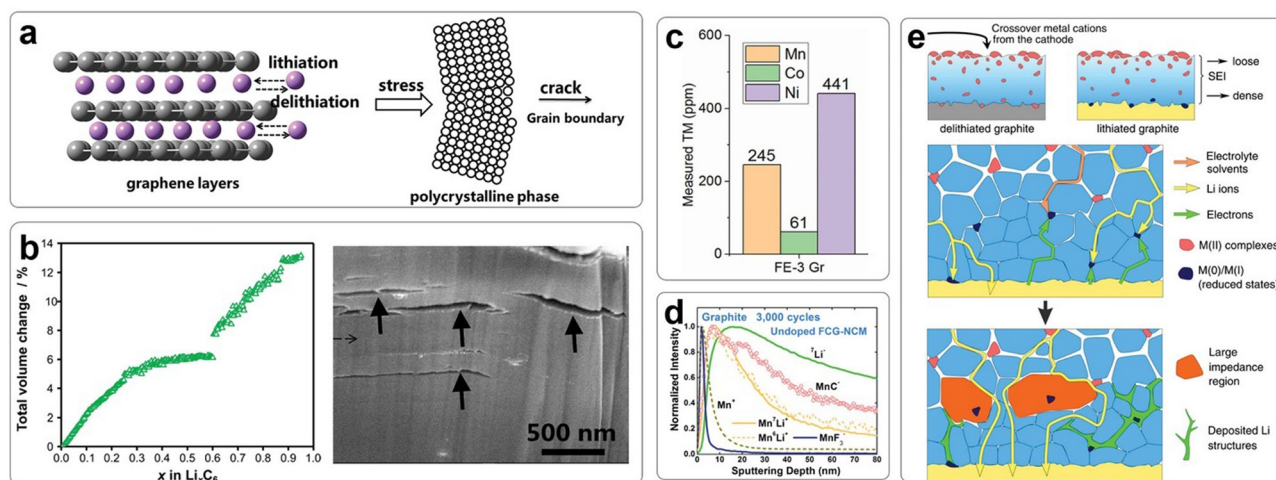 a
lithiation
delithiation
graphene layers
stress
polycrystalline phase
crack
Grain boundary
b
Total volume change / %
14
12
10
8
6
4
2
0
0.0 0.1 0.2 0.3 0.4 0.5 0.6 0.7 0.8 0.9 1.0
x in LiₓC₆
500 nm
c
Measured TM (ppm)
600
400
200
0
Mn
Co
Ni
245
61
441
FE-3 Gr
d
Graphite 3,000 cycles
Undoped FCG-NCM
Normalized Intensity
1.0
0.8
0.6
0.4
0.2
0.0
⁷Li⁻
MnC⁻
Mn⁺
Mn⁷Li⁺
Mn⁶Li⁺
MnF₃⁻
0 10 20 30 40 50 60 70 80
Sputtering Depth (nm)
e
Crossover metal cations
from the cathode
loose
SEI
dense
delithiated graphite
lithiated graphite
Electrolyte
solvents
Li ions
Electrons
M(II) complexes
M(0)/M(I)
(reduced states)
Large
impedance
region
Deposited Li
structures